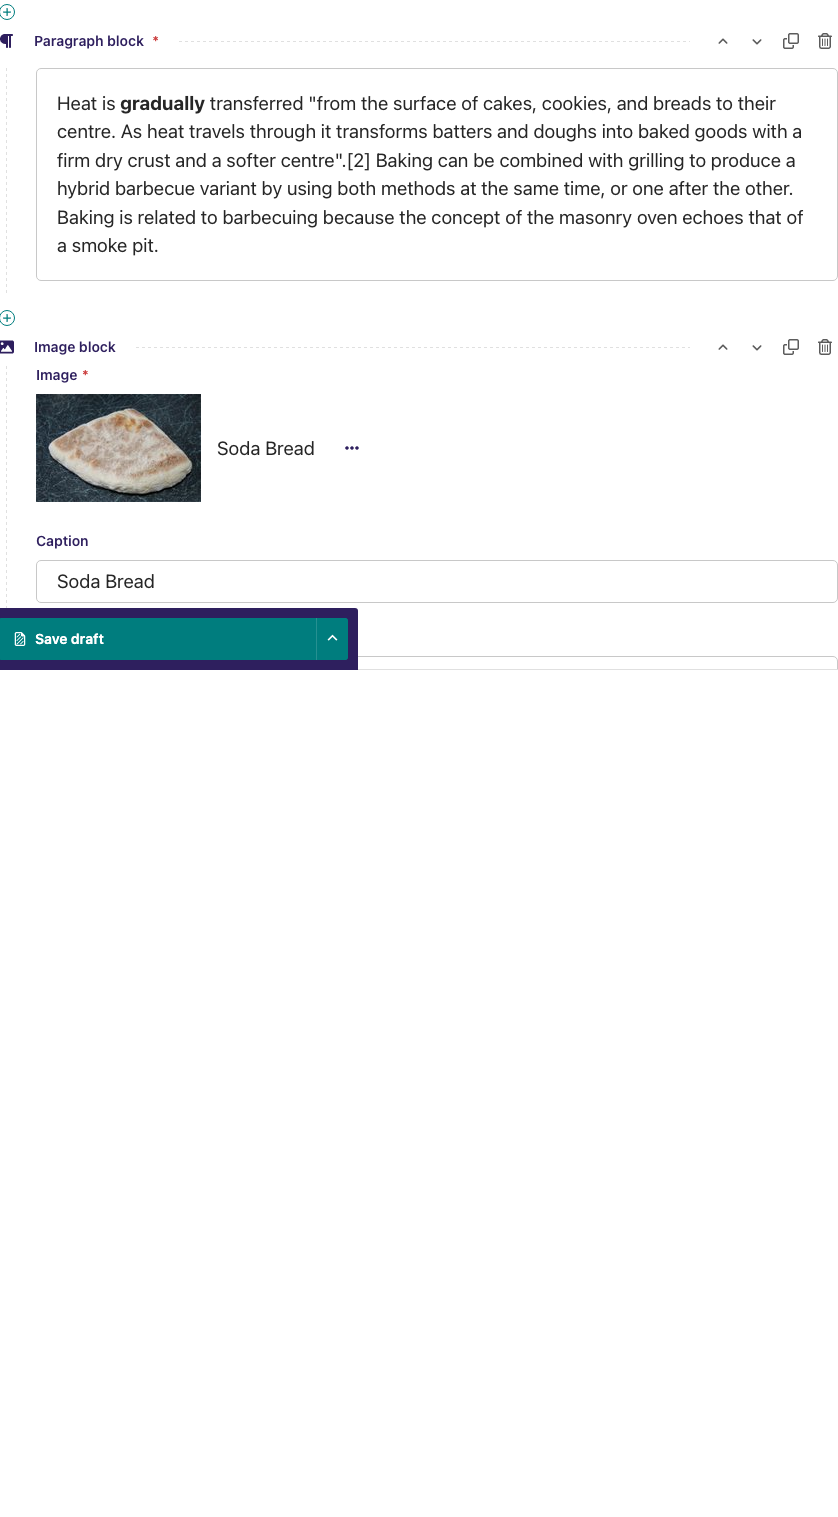 Paragraph block *
Heat is gradually transferred "from the surface of cakes, cookies, and breads to their
centre. As heat travels through it transforms batters and doughs into baked goods with a
firm dry crust and a softer centre".[2] Baking can be combined with grilling to produce a
hybrid barbecue variant by using both methods at the same time, or one after the other.
Baking is related to barbecuing because the concept of the masonry oven echoes that of
a smoke pit.
Image block
Image *
Soda Bread
Caption
Soda Bread
Save draft